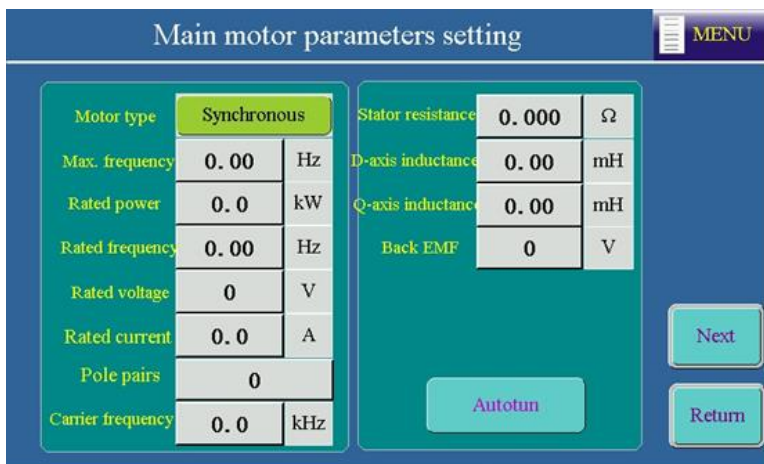 Main motor parameters setting
MENU
Motor type Synchronous
Max. frequency 0.00 Hz
Rated power 0.0 kW
Rated frequency 0.00 Hz
Rated voltage 0 V
Rated current 0.0 A
Pole pairs 0
Carrier frequency 0.0 kHz
Stator resistance 0.000 Ω
D-axis inductance 0.00 mH
Q-axis inductance 0.00 mH
Back EMF 0 V
Autotun
Next
Return